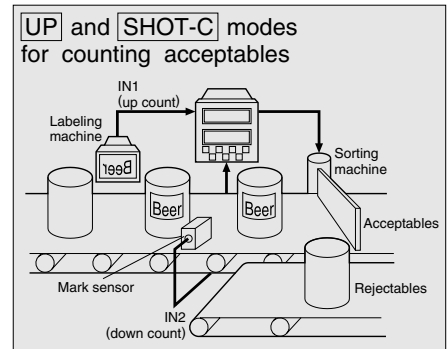 UP and SHOT-C modes
for counting acceptables
IN1
(up count)
Labeling
machine
Beer
Sorting
machine
Beer
Beer
Acceptables
Mark sensor
Rejectables
IN2
(down count)